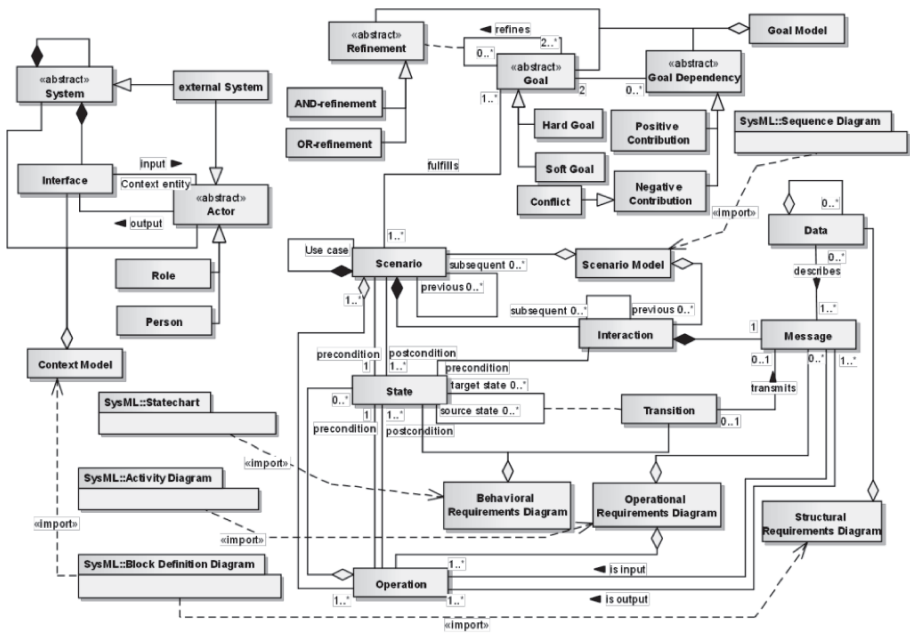 «abstract»
Refinement
refines
2..*
0..*
Goal Model
«abstract»
System
external System
«abstract»
Goal
1..*
2
«abstract»
Goal Dependency
0..*
AND-refinement
OR-refinement
Hard Goal
Soft Goal
Positive
Contribution
Negative
Contribution
Conflict
SysML::Sequence Diagram
«import»
Interface
input
Context entity
output
«abstract»
Actor
Role
Person
Context Model
fulfills
1..*
Use case
Scenario
subsequent 0..*
previous 0..*
1..*
Scenario Model
Data
0..*
0..*
describes
1..*
subsequent 0..*
previous 0..*
Interaction
1
Message
0..1
0..*
1..*
transmits
precondition
1
postcondition
1..*
precondition
State
target state 0..*
source state 0..*
0..*
1
precondition
1..*
postcondition
Transition
0..1
SysML::Statechart
«import»
SysML::Activity Diagram
«import»
«import»
SysML::Block Definition Diagram
«import»
Behavioral
Requirements Diagram
Operational
Requirements Diagram
Structural
Requirements Diagram
Operation
1..*
1..*
1..*
is input
is output